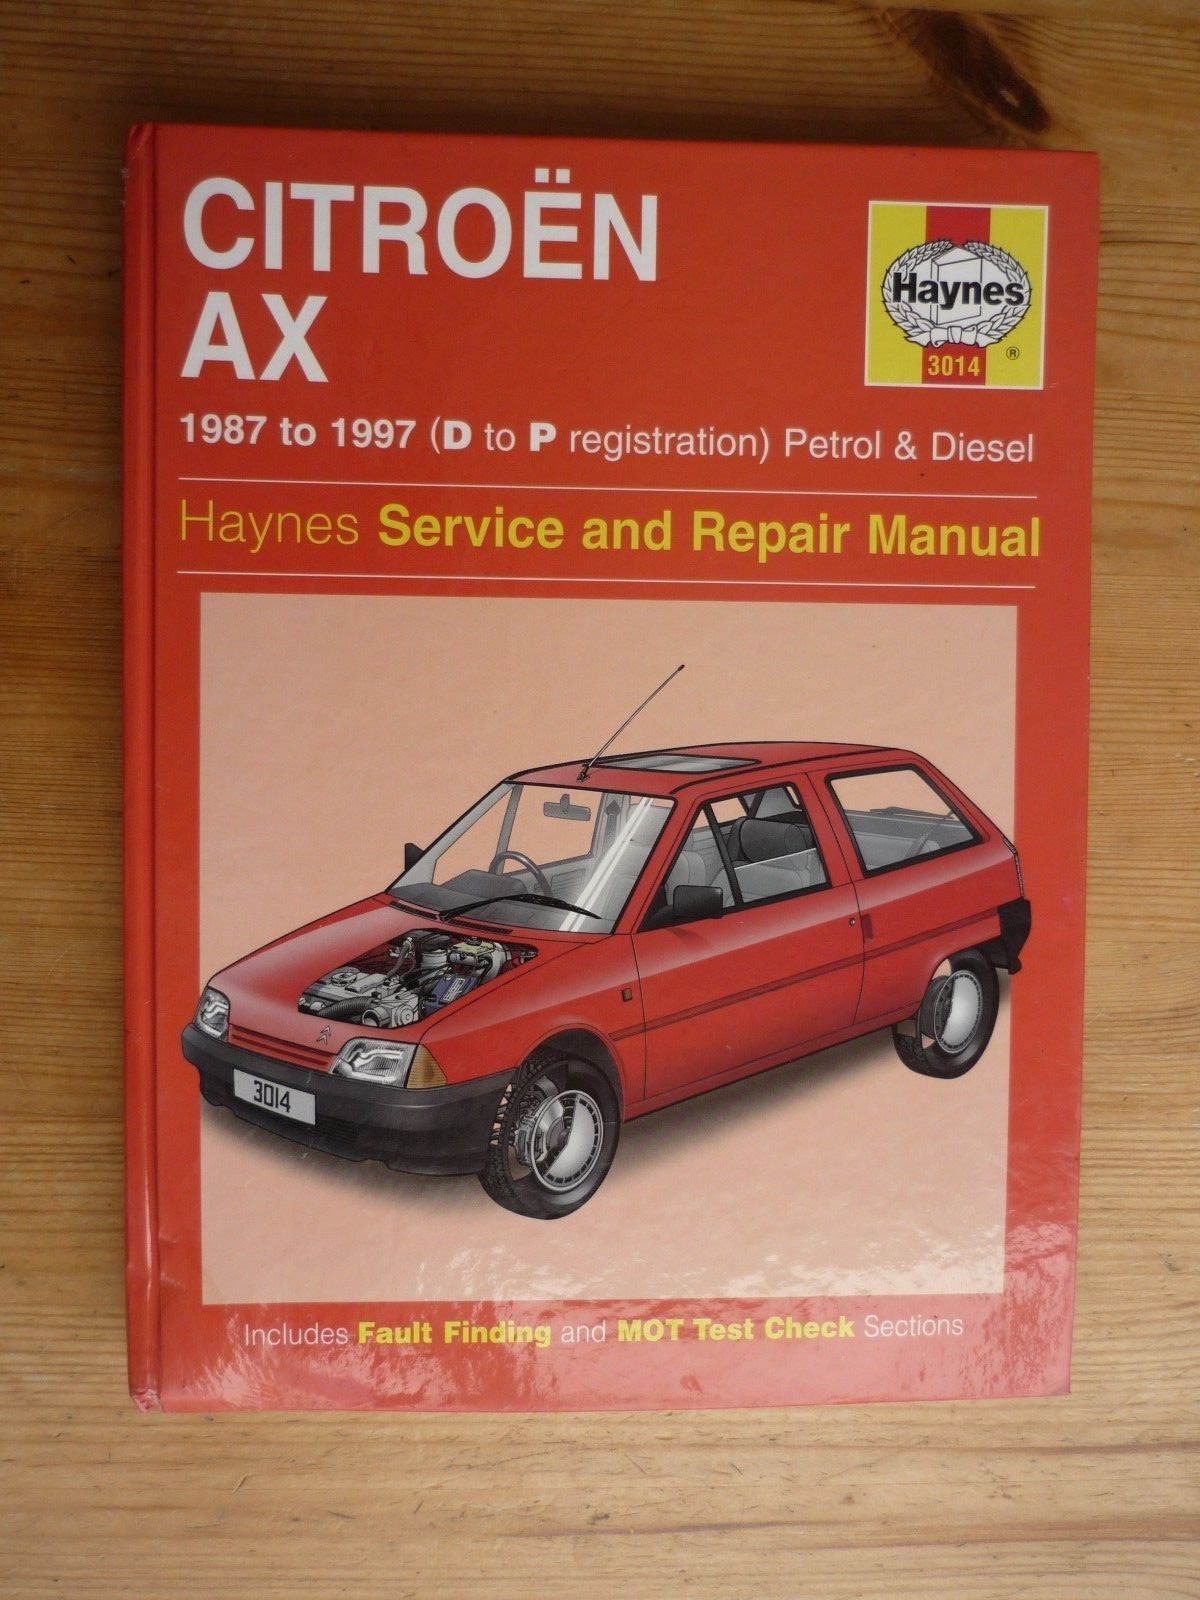 CITROËN
AX
Haynes
®
3014
1987 to 1997 (D to P registration) Petrol & Diesel
Haynes Service and Repair Manual
3014
Includes Fault Finding and MOT Test Check Sections